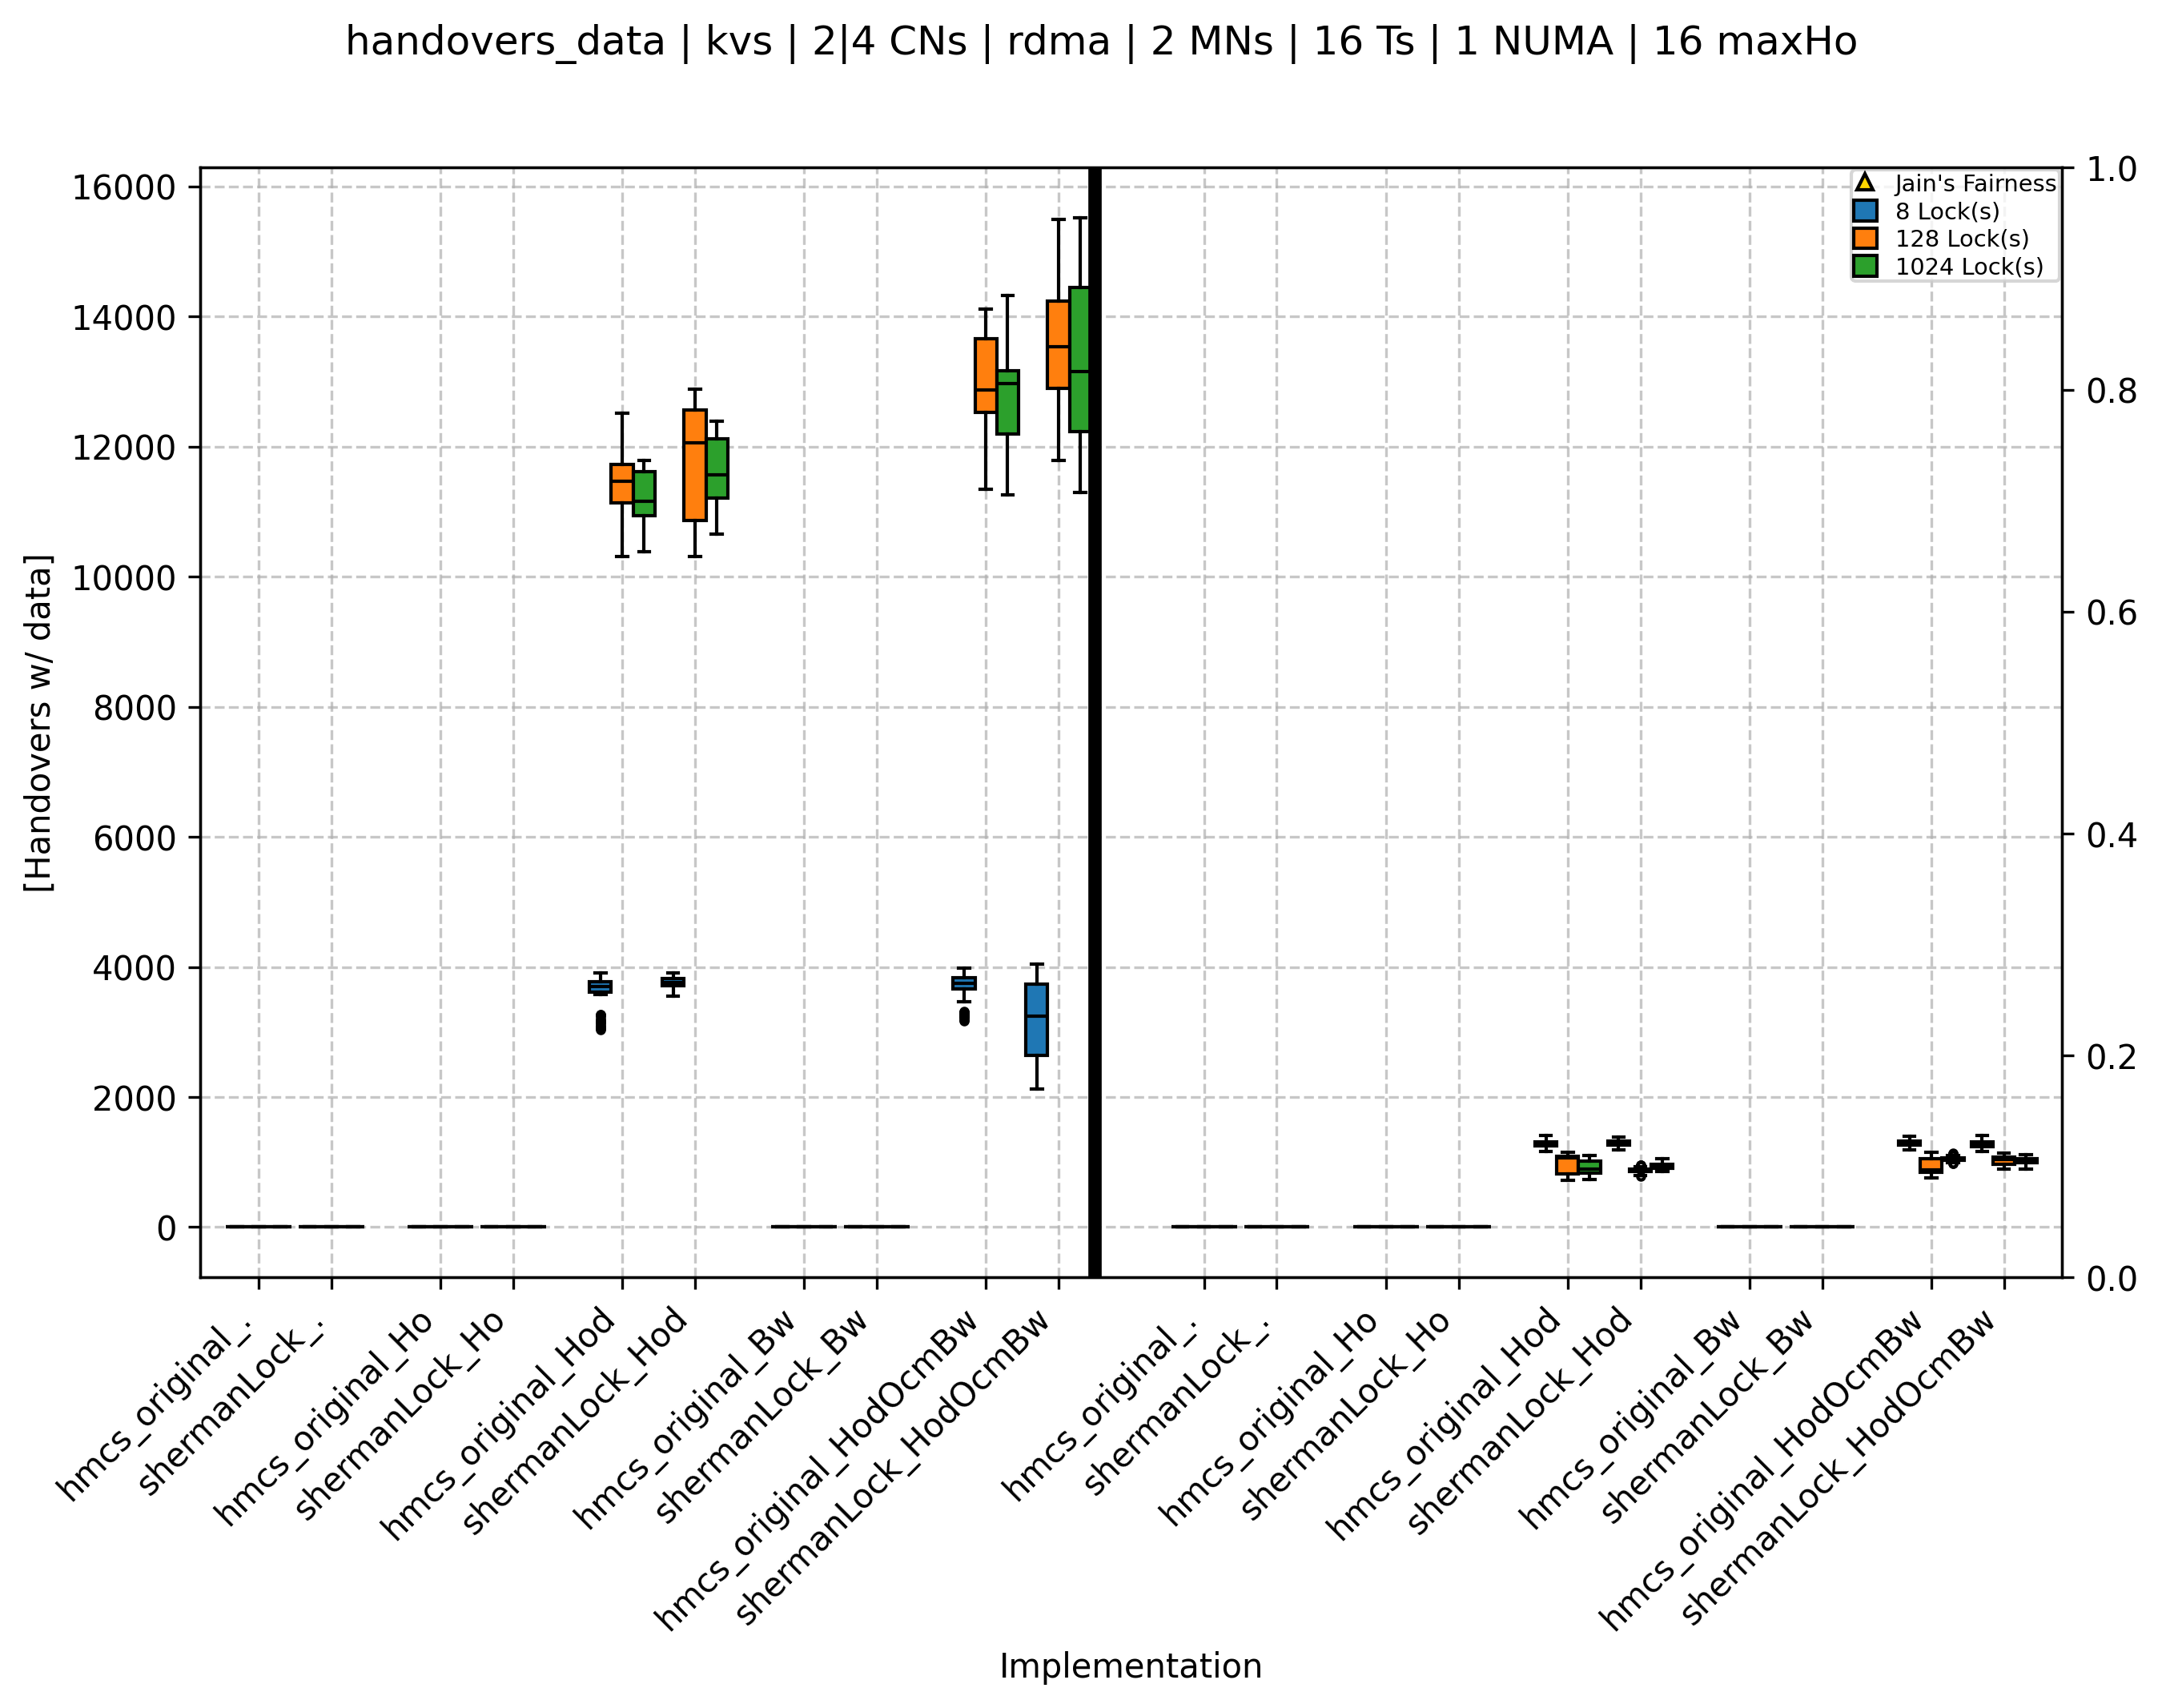 handovers_data | kvs | 2|4 CNs | rdma | 2 MNs | 16 Ts | 1 NUMA | 16 maxHo
16000
14000
12000
10000
8000
6000
4000
2000
0
[Handovers w/ data]
1.0
0.8
0.6
0.4
0.2
0.0
Jain's Fairness
8 Lock(s)
128 Lock(s)
1024 Lock(s)
hmcs_original_.
shermanLock_.
hmcs_original_Ho
shermanLock_Ho
hmcs_original_Hod
shermanLock_Hod
hmcs_original_Bw
shermanLock_Bw
hmcs_original_HodOcmBw
shermanLock_HodOcmBw
hmcs_original_.
shermanLock_.
hmcs_original_Ho
shermanLock_Ho
hmcs_original_Hod
shermanLock_Hod
hmcs_original_Bw
shermanLock_Bw
hmcs_original_HodOcmBw
shermanLock_HodOcmBw
Implementation